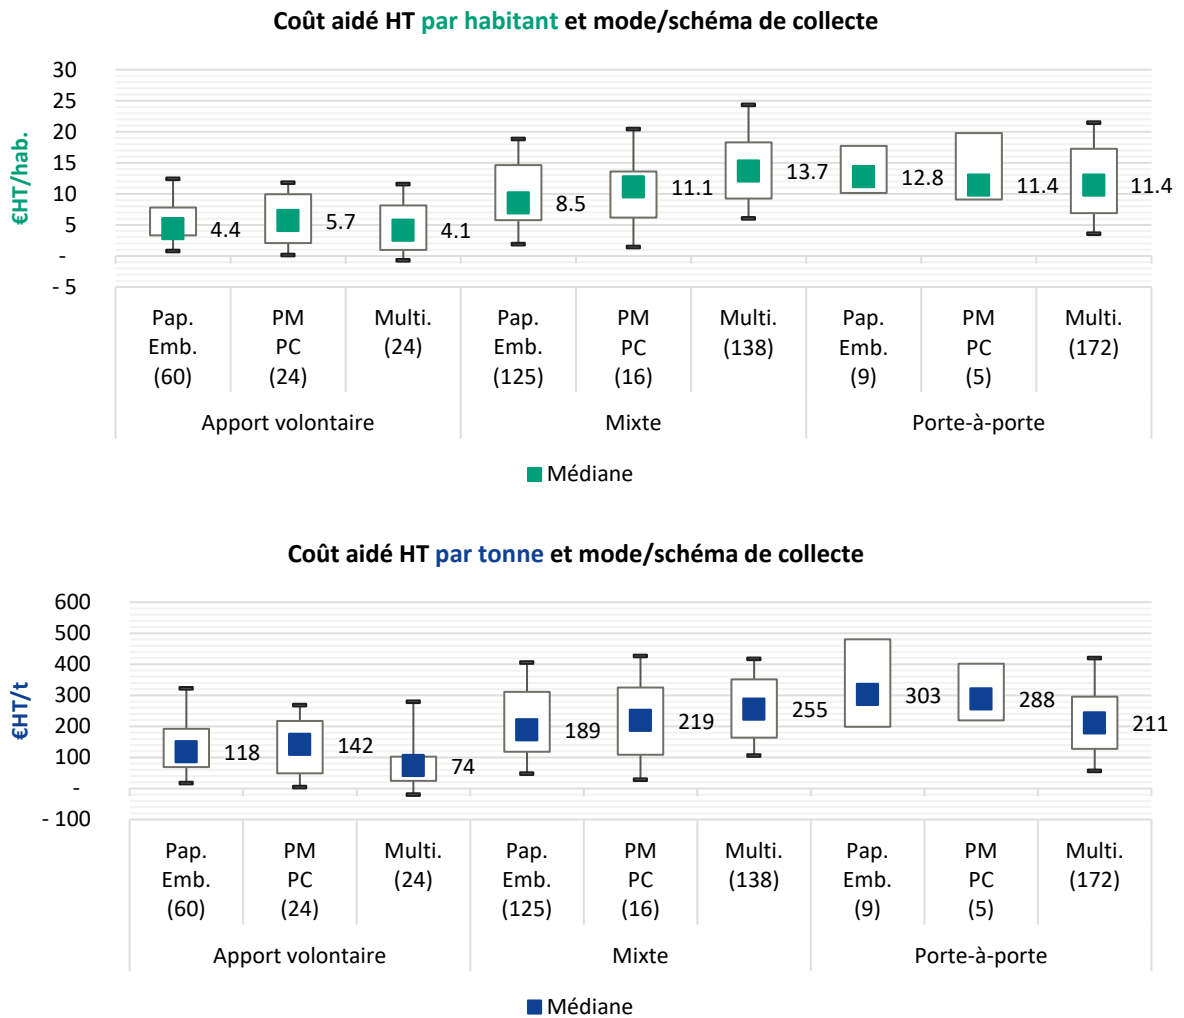 Coût aidé HT par habitant et mode/schéma de collecte
€HT/hab.
30
25
20
15
10
5
-
- 5
4.4
5.7
4.1
8.5
11.1
13.7
12.8
11.4
11.4
Pap. Emb. (60)
PM PC (24)
Multi. (24)
Pap. Emb. (125)
PM PC (16)
Multi. (138)
Pap. Emb. (9)
PM PC (5)
Multi. (172)
Apport volontaire
Mixte
Porte-à-porte
Médiane
Coût aidé HT par tonne et mode/schéma de collecte
€HT/t
600
500
400
300
200
100
-
- 100
118
142
74
189
219
255
303
288
211
Pap. Emb. (60)
PM PC (24)
Multi. (24)
Pap. Emb. (125)
PM PC (16)
Multi. (138)
Pap. Emb. (9)
PM PC (5)
Multi. (172)
Apport volontaire
Mixte
Porte-à-porte
Médiane